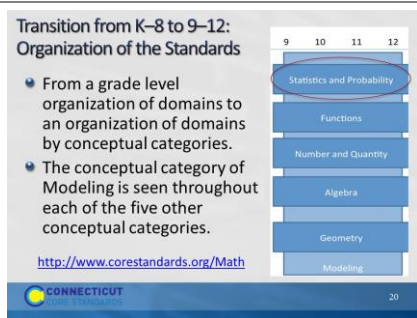 Transition from K–8 to 9–12:
Organization of the Standards
From a grade level
organization of domains to
an organization of domains
by conceptual categories.
The conceptual category of
Modeling is seen throughout
each of the five other
conceptual categories.
http://www.corestandards.org/Math
9 10 11 12
Statistics and Probability
Functions
Number and Quantity
Algebra
Geometry
Modeling
CONNECTICUT
CORE STANDARDS
20